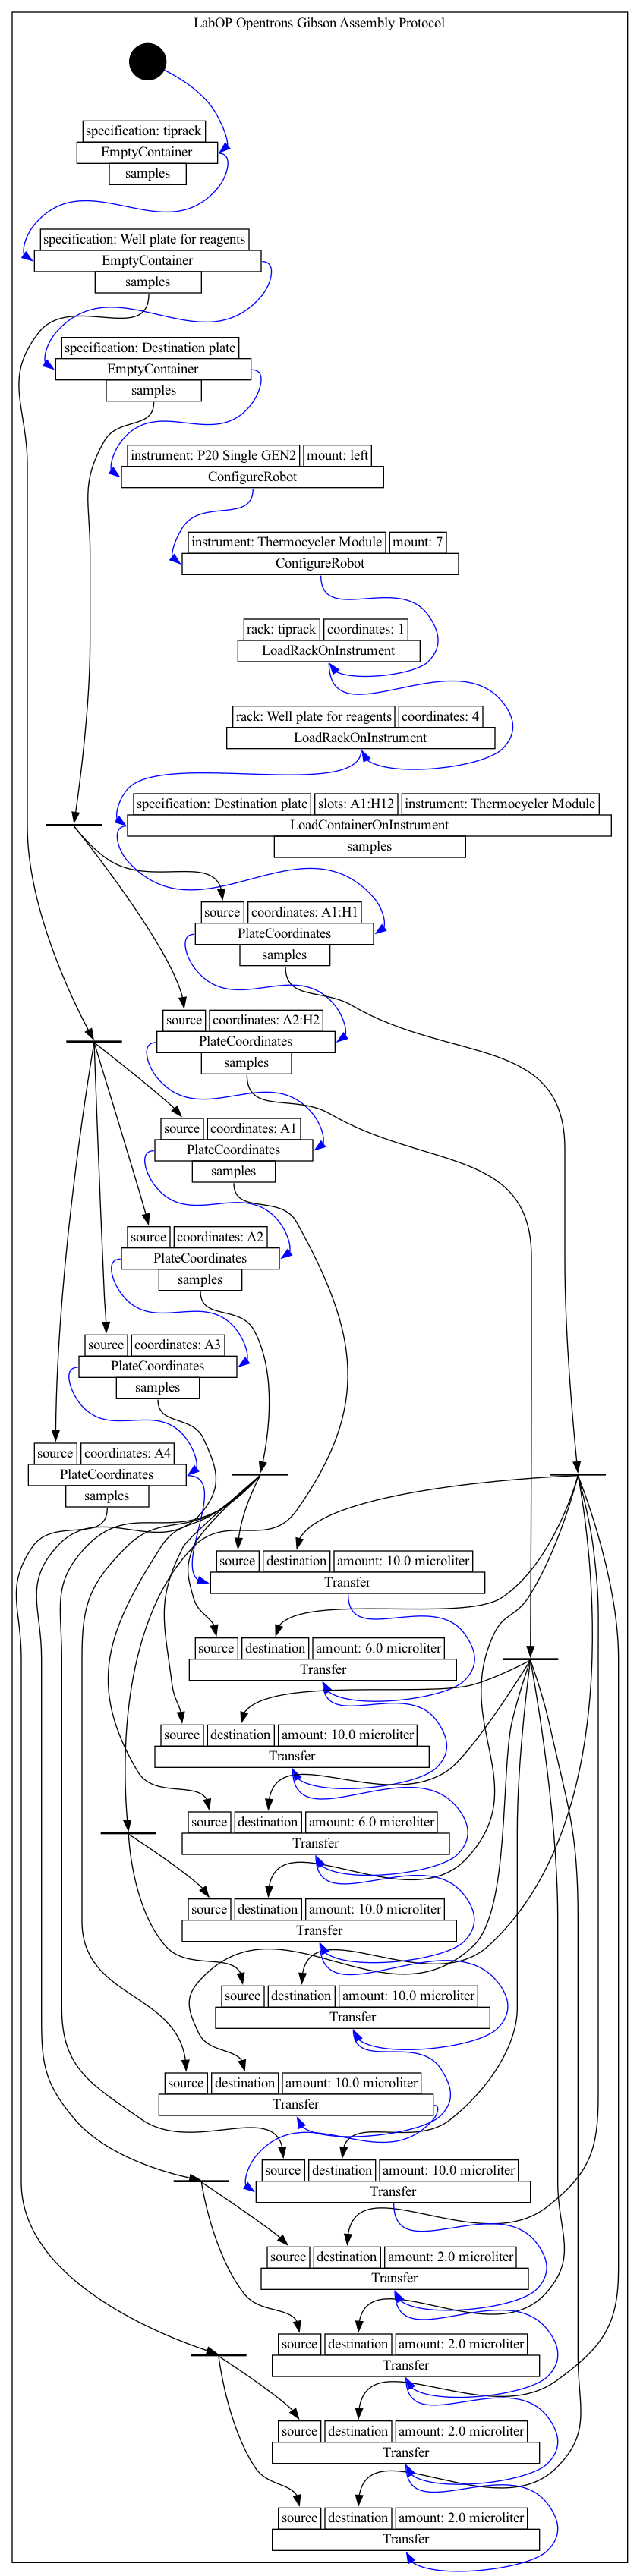 LabOP Opentrons Gibson Assembly Protocol
specification: tiprack
EmptyContainer
samples
specification: Well plate for reagents
EmptyContainer
samples
specification: Destination plate
EmptyContainer
samples
instrument: P20 Single GEN2 mount: left
ConfigureRobot
instrument: Thermocycler Module mount: 7
ConfigureRobot
rack: tiprack coordinates: 1
LoadRackOnInstrument
rack: Well plate for reagents coordinates: 4
LoadRackOnInstrument
specification: Destination plate slots: A1:H12 instrument: Thermocycler Module
LoadContainerOnInstrument
samples
source coordinates: A1:H1
PlateCoordinates
samples
source coordinates: A2:H2
PlateCoordinates
samples
source coordinates: A1
PlateCoordinates
samples
source coordinates: A2
PlateCoordinates
samples
source coordinates: A3
PlateCoordinates
samples
source coordinates: A4
PlateCoordinates
samples
source destination amount: 10.0 microliter
Transfer
source destination amount: 6.0 microliter
Transfer
source destination amount: 10.0 microliter
Transfer
source destination amount: 6.0 microliter
Transfer
source destination amount: 10.0 microliter
Transfer
source destination amount: 10.0 microliter
Transfer
source destination amount: 10.0 microliter
Transfer
source destination amount: 10.0 microliter
Transfer
source destination amount: 2.0 microliter
Transfer
source destination amount: 2.0 microliter
Transfer
source destination amount: 2.0 microliter
Transfer
source destination amount: 2.0 microliter
Transfer